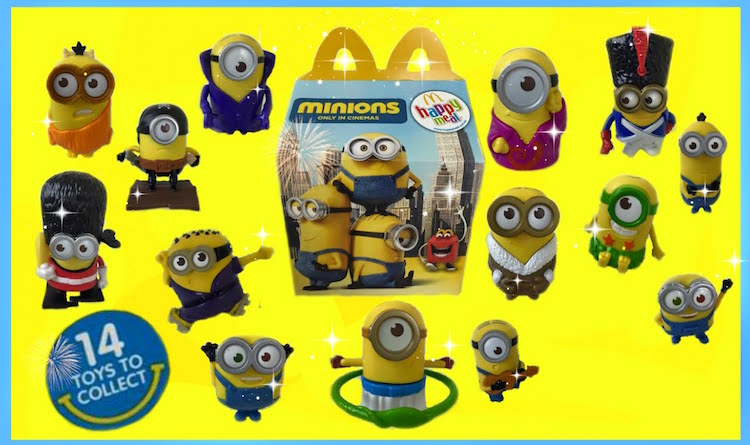 MINIONS
ONLY IN CINEMAS
happy
meal
14
TOYS TO
COLLECT